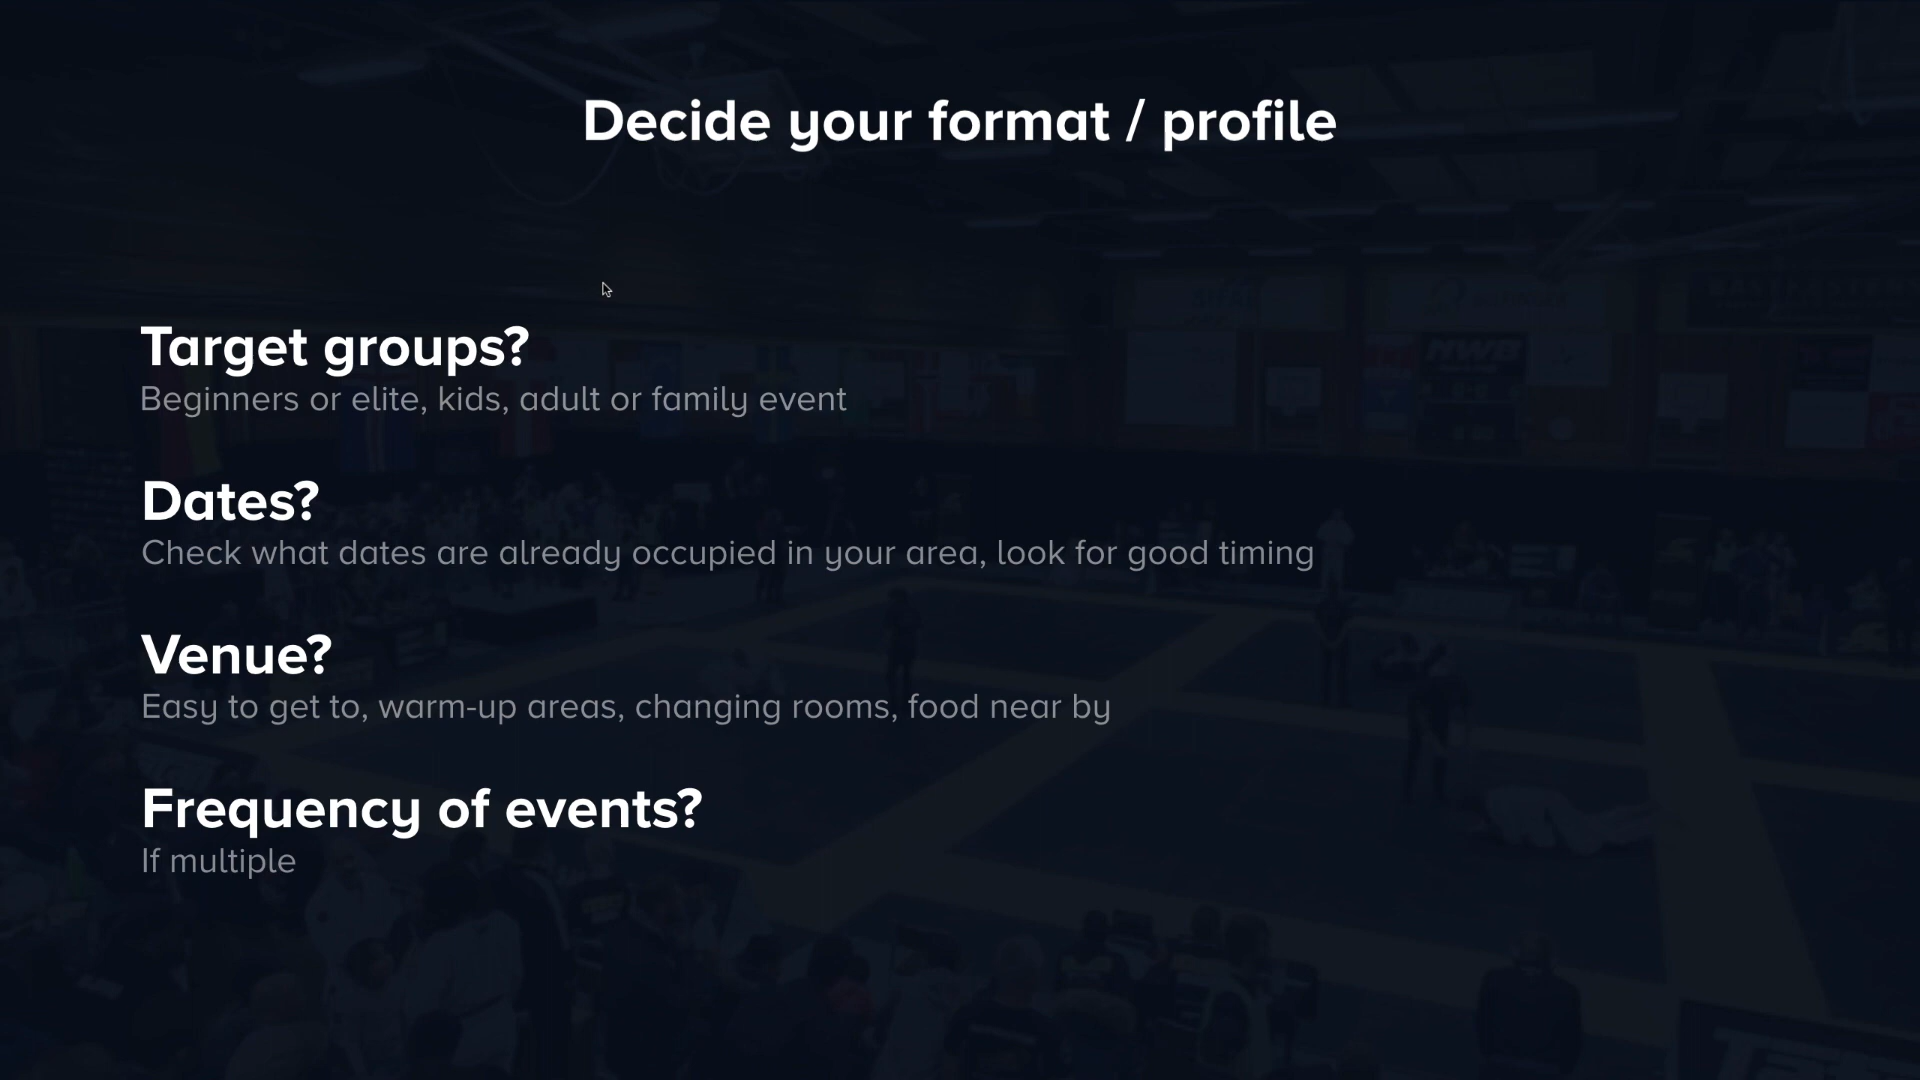 Decide your format / profile
Target groups?
Beginners or elite, kids, adult or family event
Dates?
Check what dates are already occupied in your area, look for good timing
Venue?
Easy to get to, warm-up areas, changing rooms, food near by
Frequency of events?
If multiple
NWB